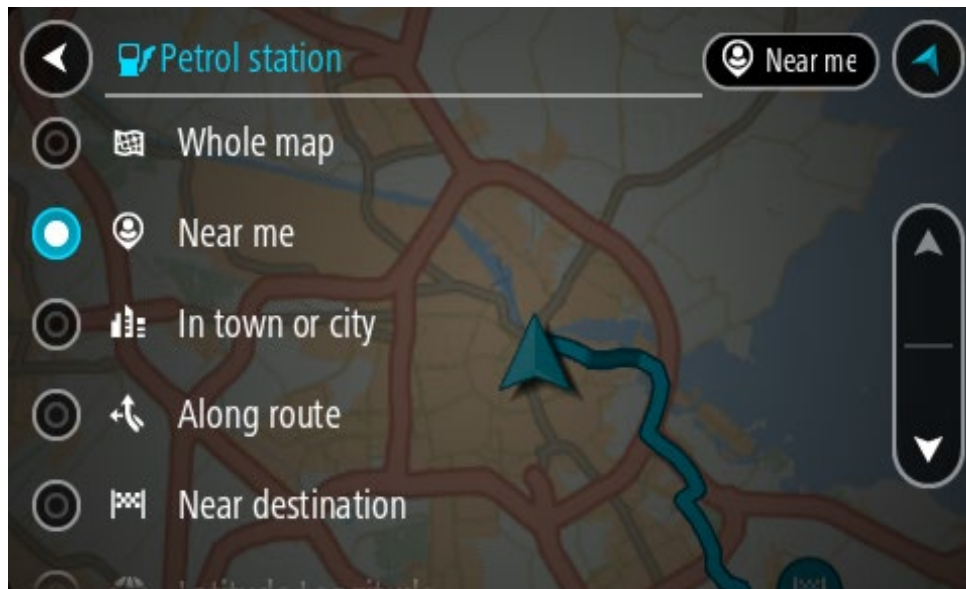 Petrol station
Near me
Whole map
Near me
In town or city
Along route
Near destination